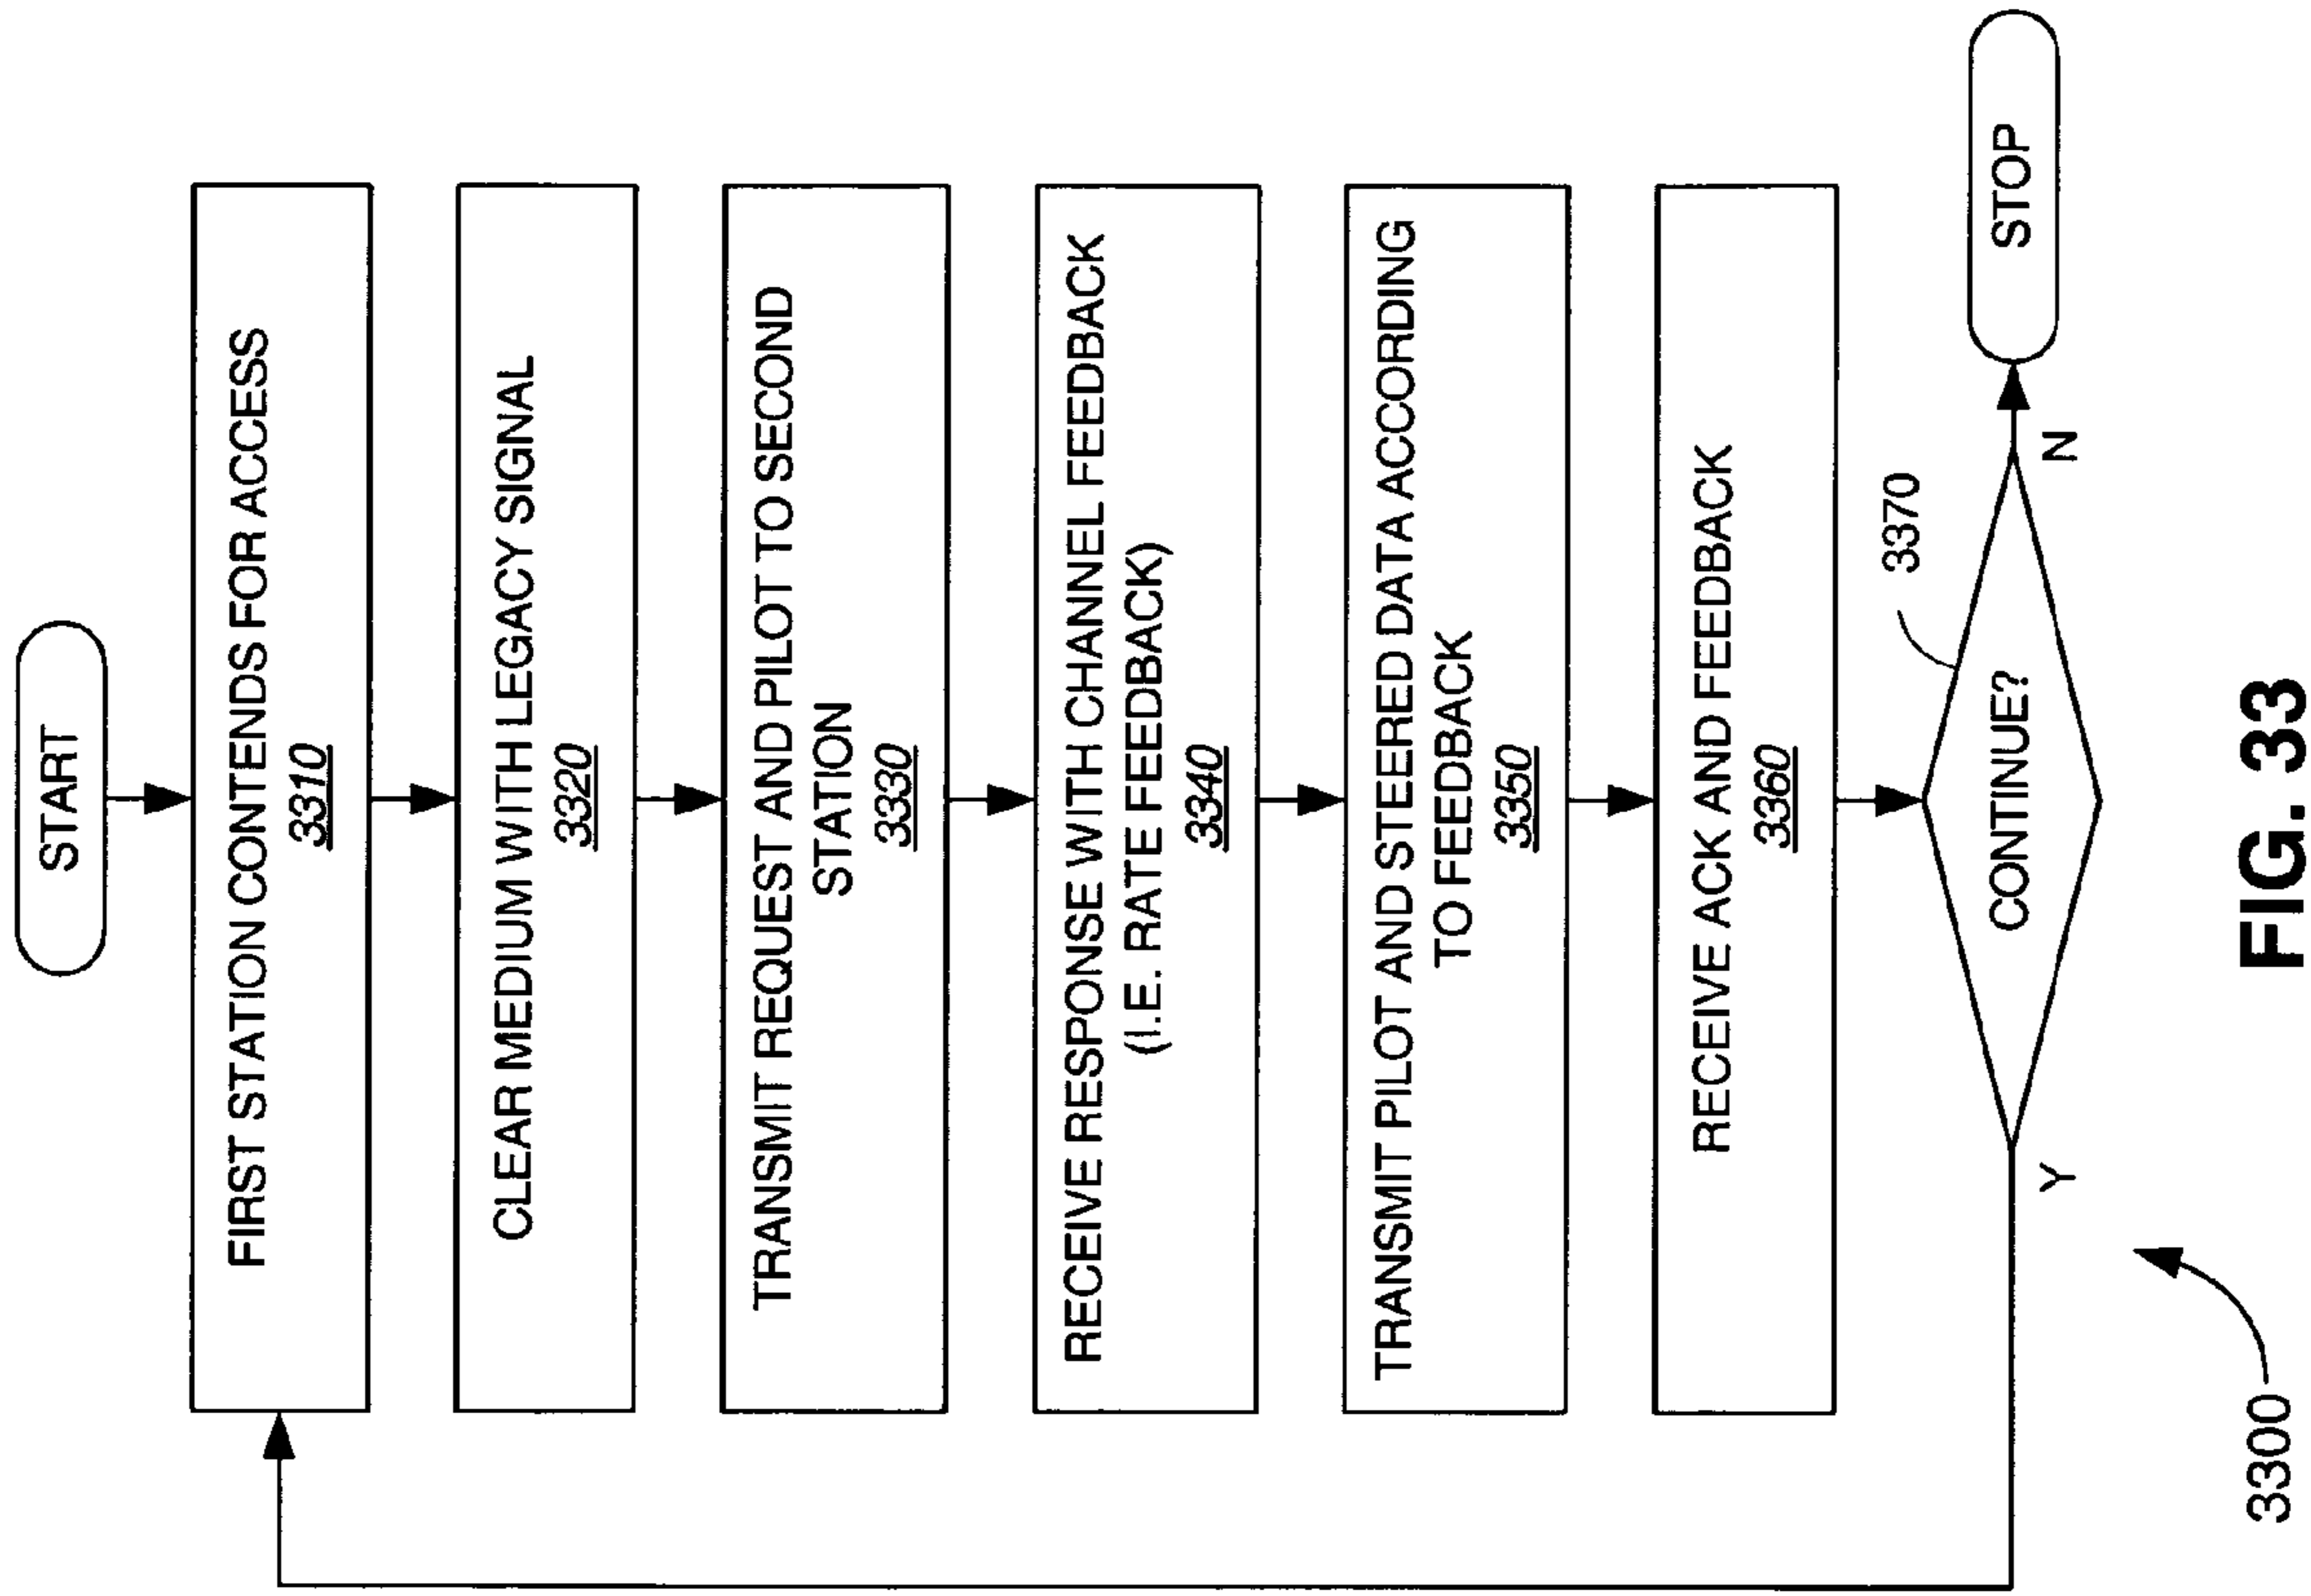 START
FIRST STATION CONTENDS FOR ACCESS
3310
CLEAR MEDIUM WITH LEGACY SIGNAL
3320
TRANSMIT REQUEST AND PILOT TO SECOND
STATION
3330
RECEIVE RESPONSE WITH CHANNEL FEEDBACK
(I.E. RATE FEEDBACK)
3340
TRANSMIT PILOT AND STEERED DATA ACCORDING
TO FEEDBACK
3350
RECEIVE ACK AND FEEDBACK
3360
3370
CONTINUE?
Y
N
STOP
3300
FIG. 33